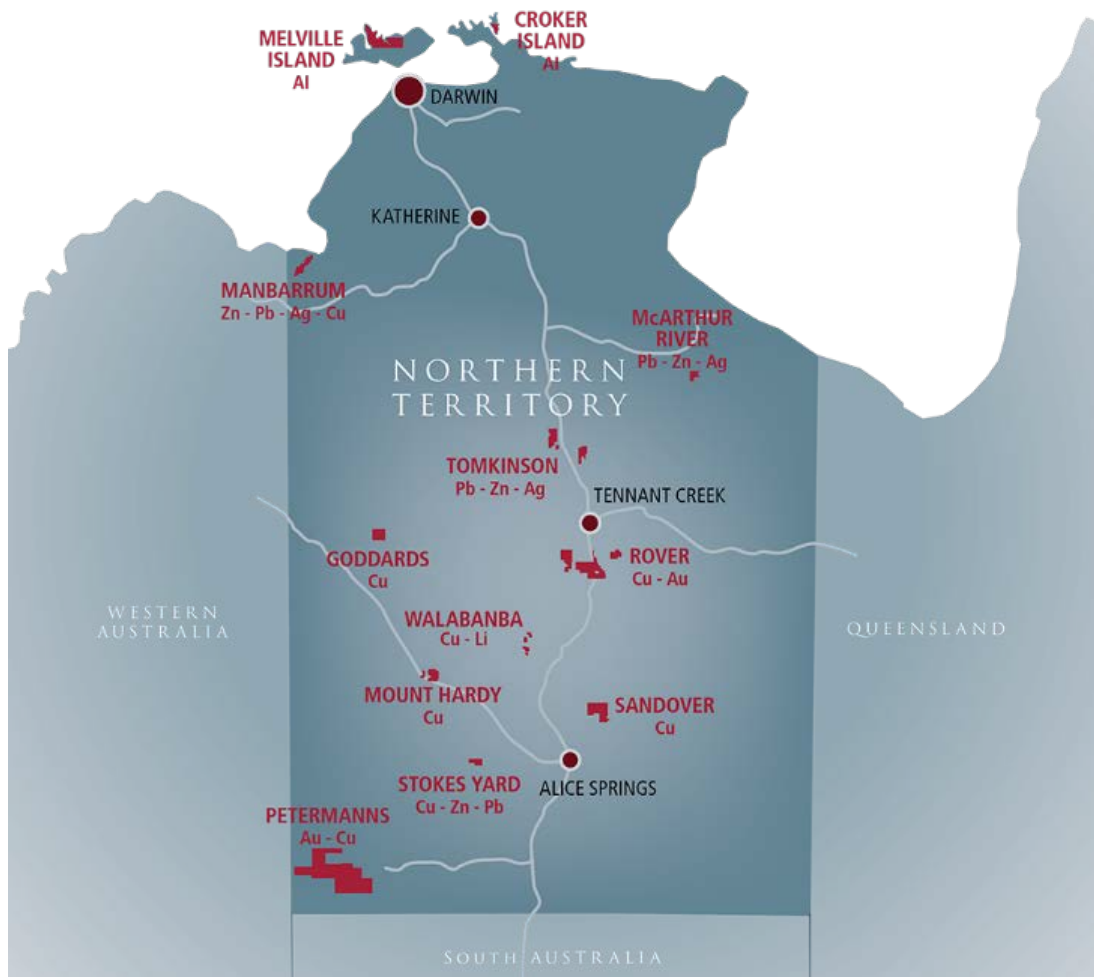 CROKER
ISLAND
Al
MELVILLE
ISLAND
Al
DARWIN
KATHERINE
MANBARRUM
Zn - Pb - Ag - Cu
McARTHUR
RIVER
Pb - Zn - Ag
NORTHERN
TERRITORY
TOMKINSON
Pb - Zn - Ag
TENNANT CREEK
GODDARDS
Cu
ROVER
Cu - Au
WESTERN
AUSTRALIA
WALABANBA
Cu - Li
QUEENSLAND
MOUNT HARDY
Cu
SANDOVER
Cu
STOKES YARD
Cu - Zn - Pb
ALICE SPRINGS
PETERMANNS
Au - Cu
SOUTH AUSTRALIA